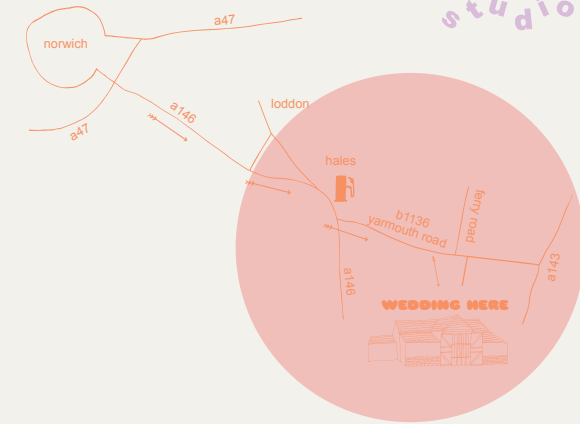 studio
a47
norwich
a47
a146
loddon
hales
b1136
yarmouth road
ferry road
a143
a146
WEDDING HERE